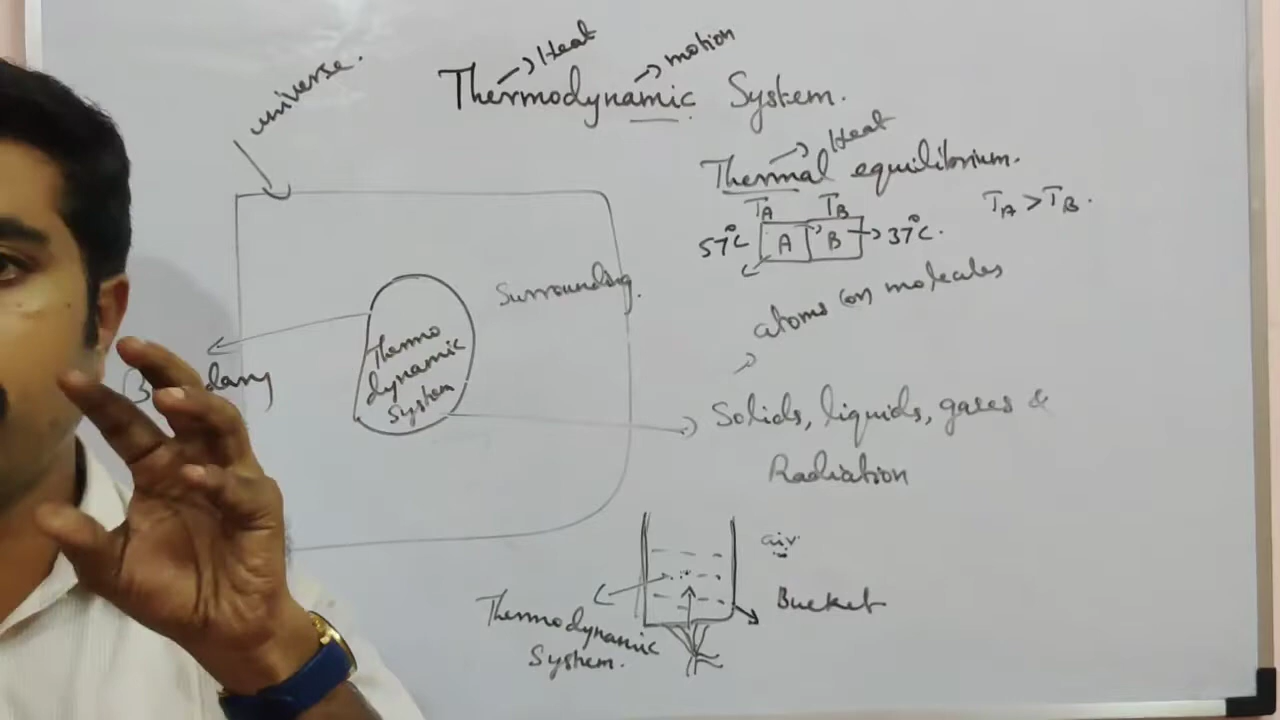 Heat
motion
Thermodynamic System.
universe.
Heat
Thermal equilibrium.
TA TB
TA > TB.
57°C A B 37°C.
Surrounding.
atoms (or) molecules
Thermo
dynamic
System
Solids, liquids, gases &
Radiation
air
Bucket
Thermodynamic
System.